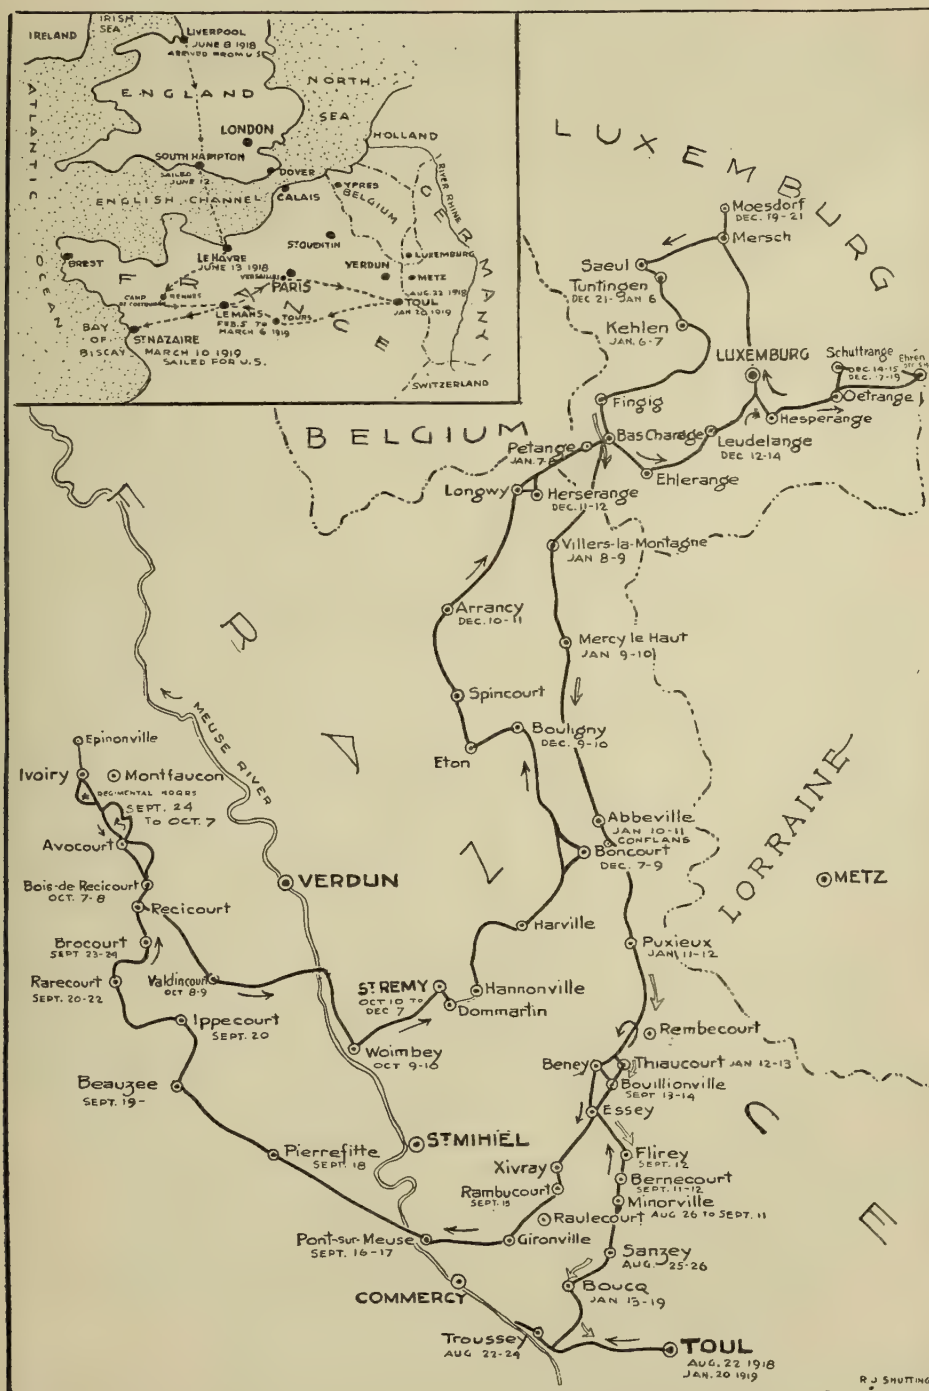 IRISH SEA
IRELAND
LIVERPOOL
JUNE 8 1918
ARRIVED FROM U.S
ENGLAND
NORTH SEA
ATLANTIC OCEAN
LONDON
HOLLAND
SOUTH HAMPTON
SAILED JUNE 12
DOVER
CALAIS
RIVER RHINE
ENGLISH CHANNEL
YPRES
BELGIUM
GERMANY
ST QUENTIN
LE HAVRE
JUNE 13 1918
BREST
VERDUN
LUXEMBURG
METZ
FRANCE
VERSAILLES
PARIS
AUG. 22 1918
TOUL
JAN 20 1919
RENNES
LE MANS
FEB. 5 TO
MARCH 6 1919
TOURS
BAY OF BISCAY
ST NAZAIRE
MARCH 10 1919
SAILED FOR U.S.
SWITZERLAND
LUXEMBURG
Moesdorf
DEC. 19-21
Mersch
Saeul
Tuntingen
DEC 21-JAN 6
Kehlen
JAN. 6-7
LUXEMBURG
Schuttrange
DEC. 14-15
DEC. 17-19
Oetrange
Hesperange
Fingig
BELGIUM
Petange
JAN. 7-8
Bas Charage
Leudelange
DEC 12-14
Ehlerange
Longwy
Herserange
DEC. 11-12
Villers-la-Montagne
JAN 8-9
FRANCE
Arrancy
DEC. 10-11
Mercy le Haut
JAN 9-10
Spincourt
MEUSE RIVER
Bouligny
DEC. 9-10
Eton
Epinonville
Ivoiry
Montfaucon
REGIMENTAL HDQRS
SEPT. 24
TO OCT. 7
LORRAINE
Abbeville
JAN 10-11
CONFLANS
Avocourt
Boncourt
DEC. 7-9
Bois-de Recicourt
OCT. 7-8
VERDUN
METZ
Recicourt
Harville
Brocourt
SEPT 23-24
Puxieux
JAN 11-12
Rarecourt
SEPT. 20-22
Valdincourt
OCT 8-9
ST REMY
OCT 10 TO
DEC 7
Hannonville
Dommartin
Ippecourt
SEPT. 20
Rembecourt
Woimbey
OCT 9-10
Beney
Thiaucourt JAN 12-13
Beauzee
SEPT. 19-
Bouillionville
SEPT 13-14
Essey
ST MIHIEL
Pierrefitte
SEPT. 18
Flirey
SEPT. 12
Xivray
Bernecourt
SEPT. 11-12
Rambucourt
SEPT. 15
Minorville
AUG 26 TO SEPT. 11
Raulecourt
Pont-sur-Meuse
SEPT. 16-17
Gironville
Sanzey
AUG. 25-26
COMMERCY
Boucq
JAN 13-19
Troussey
AUG 22-24
TOUL
AUG. 22 1918
JAN. 20 1919
R J SHUTTING